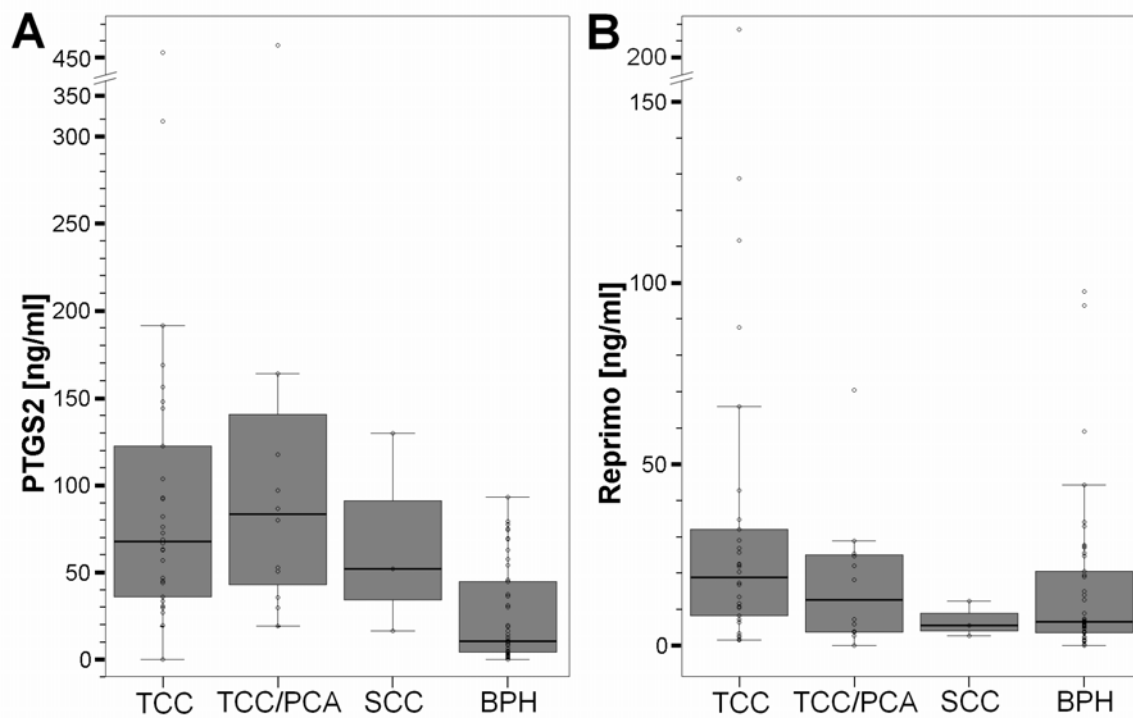 A
PTGS2 [ng/ml]
450
350
300
250
200
150
100
50
0
TCC TCC/PCA SCC BPH
B
Reprimo [ng/ml]
200
150
100
50
0
TCC TCC/PCA SCC BPH